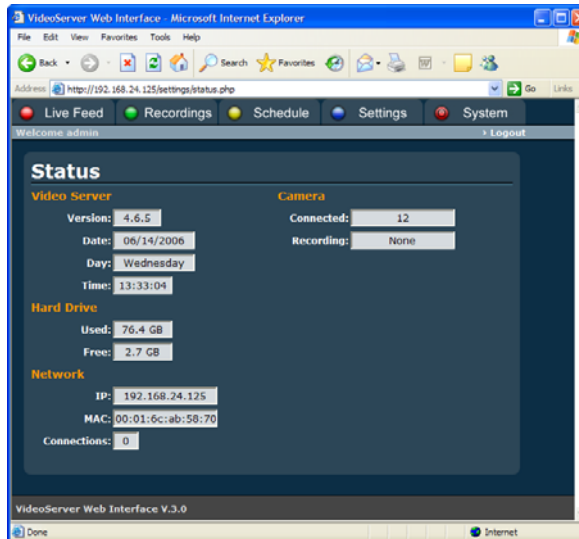 VideoServer Web Interface - Microsoft Internet Explorer
File Edit View Favorites Tools Help
Back Search Favorites
Address http://192.168.24.125/settings/status.php Go Links
Live Feed Recordings Schedule Settings System
Welcome admin › Logout
Status
Video Server Camera
Version: 4.6.5 Connected: 12
Date: 06/14/2006 Recording: None
Day: Wednesday
Time: 13:33:04
Hard Drive
Used: 76.4 GB
Free: 2.7 GB
Network
IP: 192.168.24.125
MAC: 00:01:6c:ab:58:70
Connections: 0
VideoServer Web Interface V.3.0
Done Internet